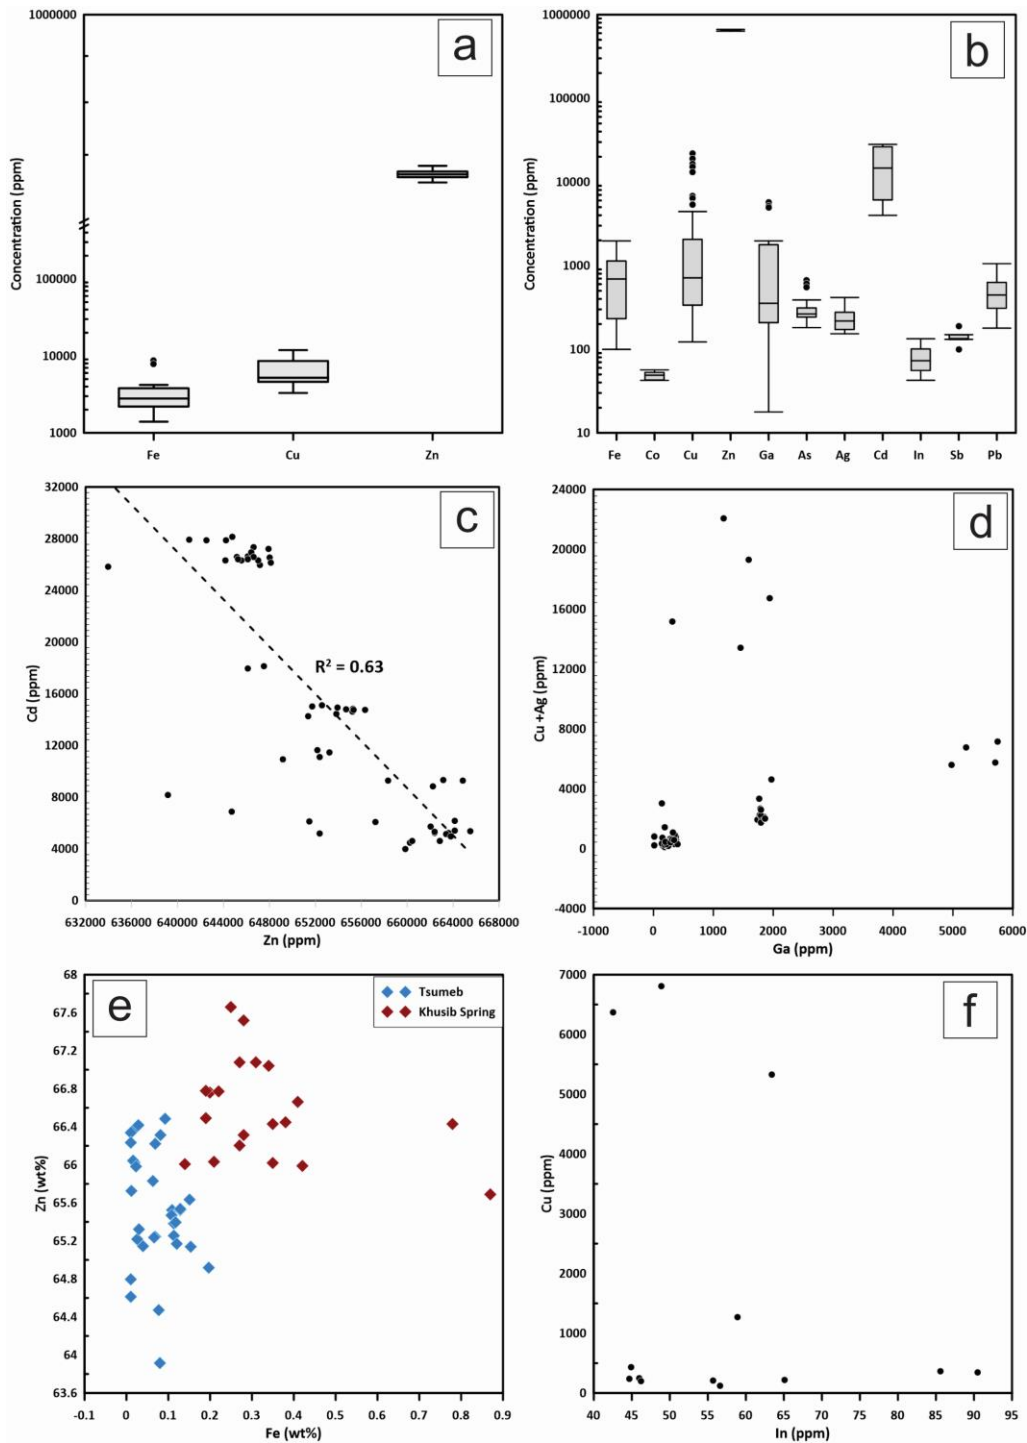 a
1000000
100000
10000
1000
Concentration (ppm)
Fe Cu Zn
b
1000000
100000
10000
1000
100
10
Concentration (ppm)
Fe Co Cu Zn Ga As Ag Cd In Sb Pb
c
32000
28000
24000
20000
16000
12000
8000
4000
0
Cd (ppm)
R² = 0.63
632000 636000 640000 644000 648000 652000 656000 660000 664000 668000
Zn (ppm)
d
24000
20000
16000
12000
8000
4000
0
-4000
Cu +Ag (ppm)
-1000 0 1000 2000 3000 4000 5000 6000
Ga (ppm)
e
Tsumeb
Khusib Spring
68
67.6
67.2
66.8
66.4
66
65.6
65.2
64.8
64.4
64
63.6
Zn (wt%)
-0.1 0 0.1 0.2 0.3 0.4 0.5 0.6 0.7 0.8 0.9
Fe (wt%)
f
7000
6000
5000
4000
3000
2000
1000
0
Cu (ppm)
40 45 50 55 60 65 70 75 80 85 90 95
In (ppm)